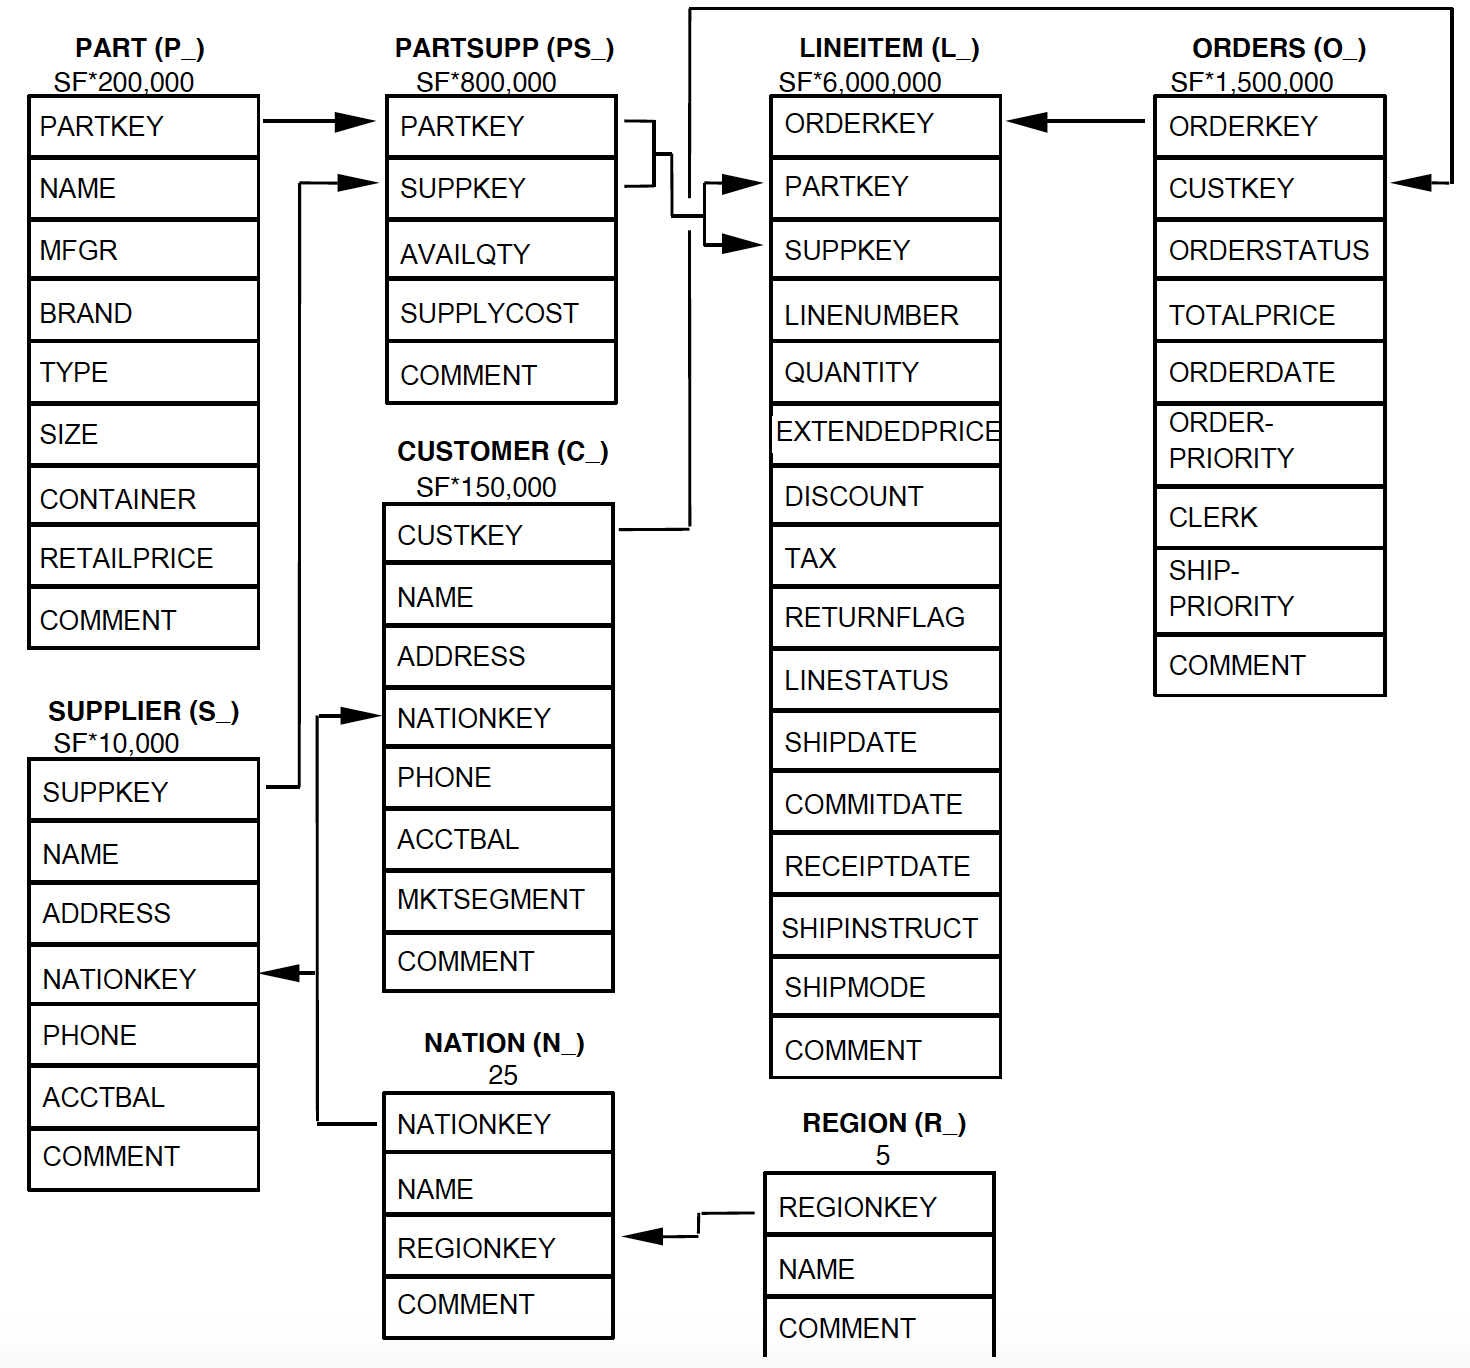 PART (P_)
SF*200,000
PARTKEY
NAME
MFGR
BRAND
TYPE
SIZE
CONTAINER
RETAILPRICE
COMMENT
SUPPLIER (S_)
SF*10,000
SUPPKEY
NAME
ADDRESS
NATIONKEY
PHONE
ACCTBAL
COMMENT
PARTSUPP (PS_)
SF*800,000
PARTKEY
SUPPKEY
AVAILQTY
SUPPLYCOST
COMMENT
CUSTOMER (C_)
SF*150,000
CUSTKEY
NAME
ADDRESS
NATIONKEY
PHONE
ACCTBAL
MKTSEGMENT
COMMENT
NATION (N_)
25
NATIONKEY
NAME
REGIONKEY
COMMENT
LINEITEM (L_)
SF*6,000,000
ORDERKEY
PARTKEY
SUPPKEY
LINENUMBER
QUANTITY
EXTENDEDPRICE
DISCOUNT
TAX
RETURNFLAG
LINESTATUS
SHIPDATE
COMMITDATE
RECEIPTDATE
SHIPINSTRUCT
SHIPMODE
COMMENT
REGION (R_)
5
REGIONKEY
NAME
COMMENT
ORDERS (O_)
SF*1,500,000
ORDERKEY
CUSTKEY
ORDERSTATUS
TOTALPRICE
ORDERDATE
ORDER-
PRIORITY
CLERK
SHIP-
PRIORITY
COMMENT